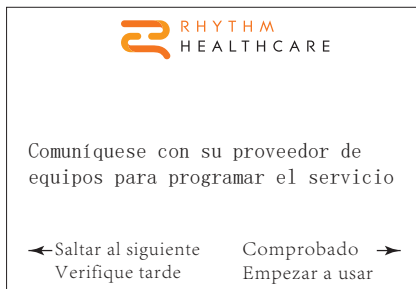 RHYTHM
HEALTHCARE
Comuníquese con su proveedor de
equipos para programar el servicio
Saltar al siguiente Comprobado
Verifique tarde Empezar a usar